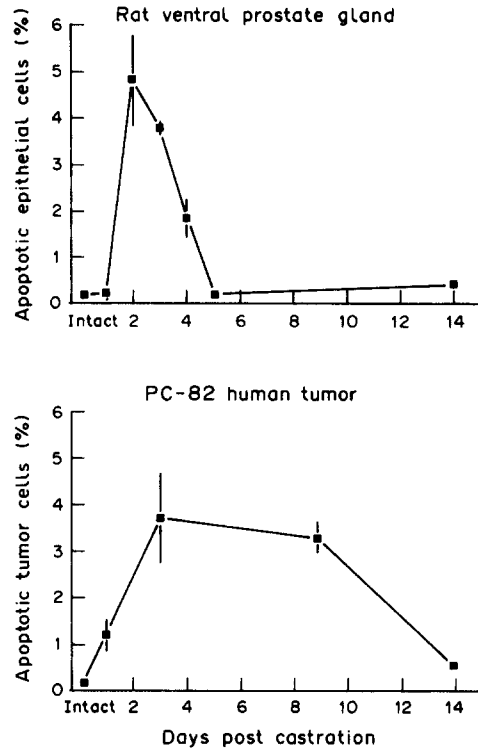 Rat ventral prostate gland
Apoptotic epithelial cells (%)
6
5
4
3
2
1
0
Intact 2 4 6 8 10 12 14
PC-82 human tumor
Apoptotic tumor cells (%)
6
5
4
3
2
1
0
Intact 2 4 6 8 10 12 14
Days post castration